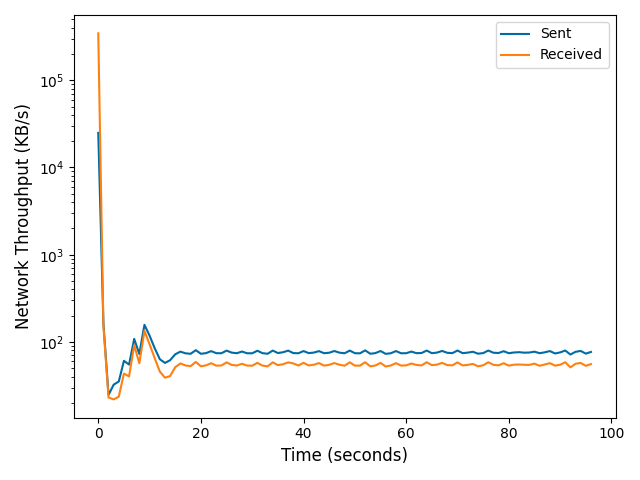 Sent
Received
Network Throughput (KB/s)
10^5
10^4
10^3
10^2
0 20 40 60 80 100
Time (seconds)